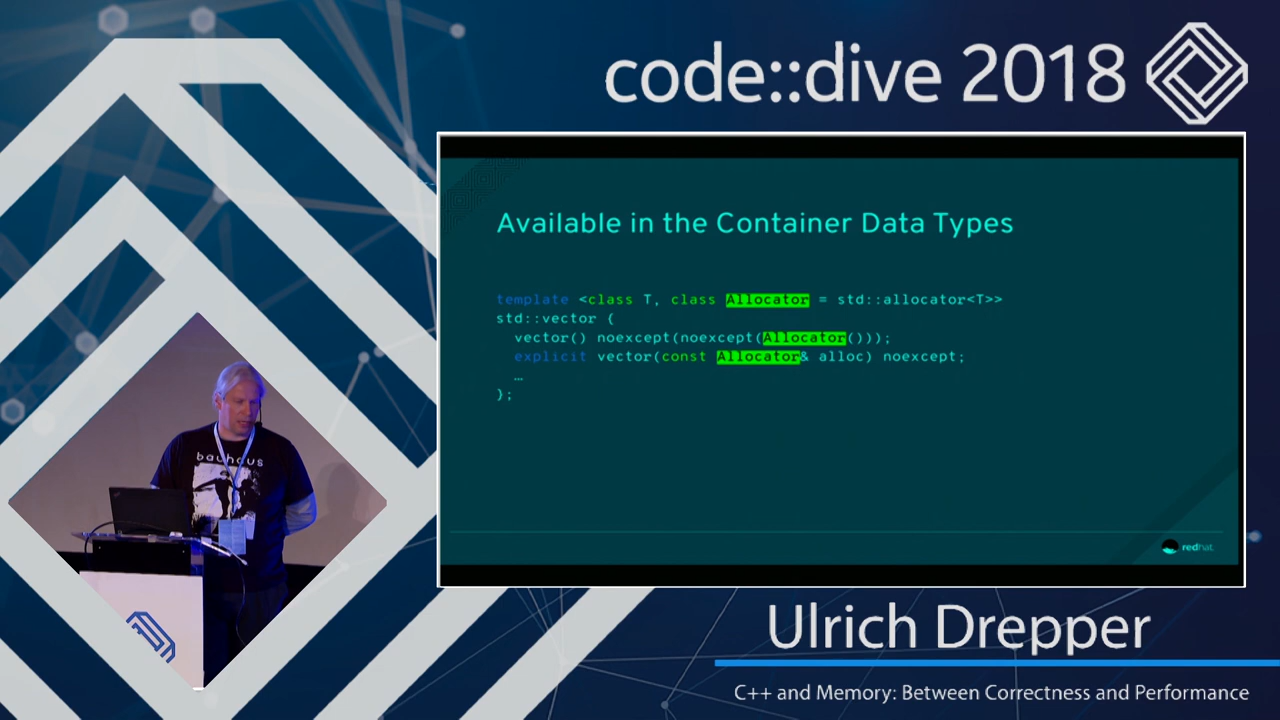 code::dive 2018
Available in the Container Data Types
template <class T, class Allocator = std::allocator<T>>
std::vector {
vector() noexcept(noexcept(Allocator()));
explicit vector(const Allocator& alloc) noexcept;
…
};
redhat.
bauhaus
Ulrich Drepper
C++ and Memory: Between Correctness and Performance